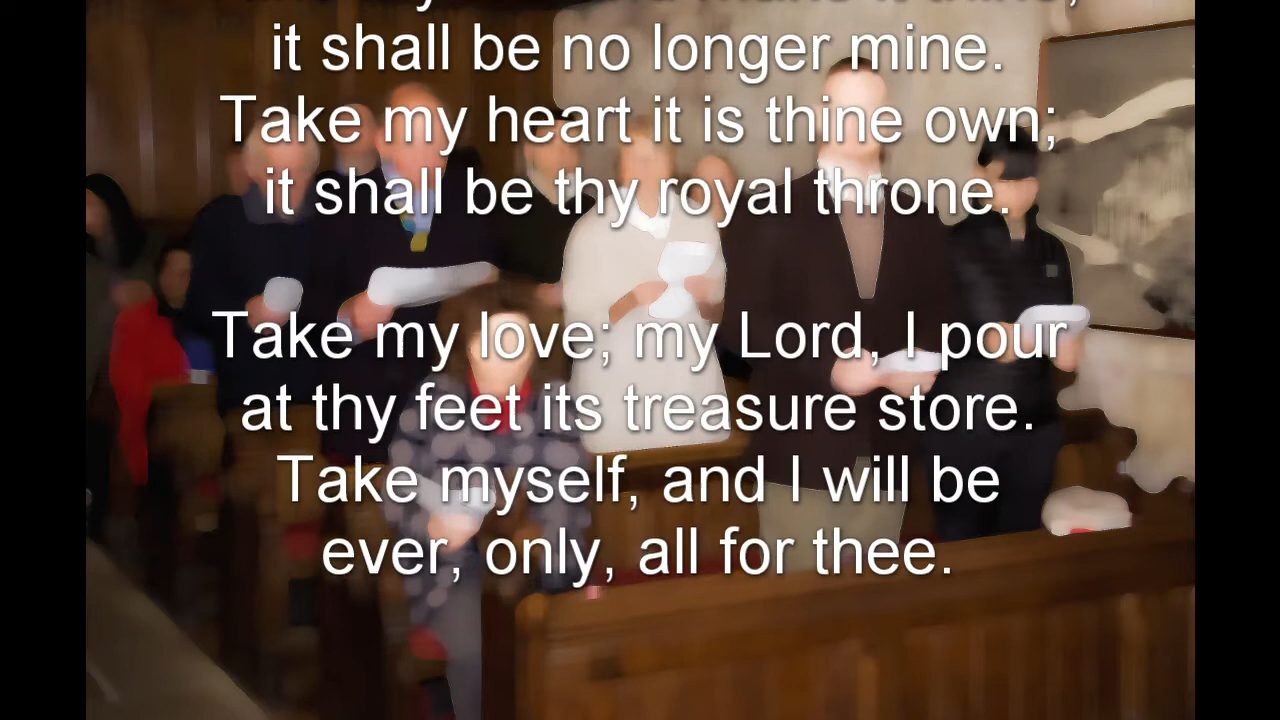 it shall be no longer mine.
Take my heart it is thine own;
it shall be thy royal throne.
Take my love; my Lord, I pour
at thy feet its treasure store.
Take myself, and I will be
ever, only, all for thee.